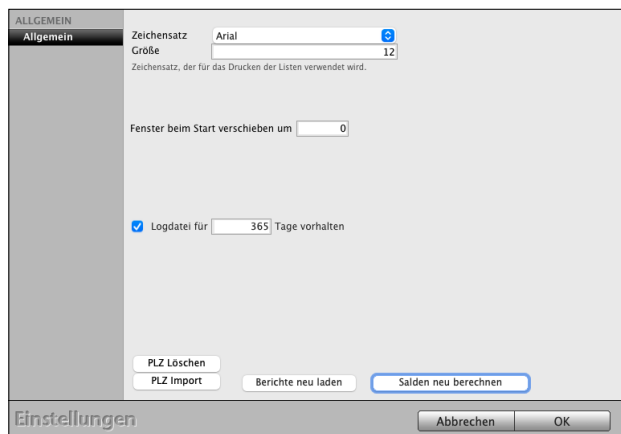 ALLGEMEIN
Allgemein
Zeichensatz Arial
Größe 12
Zeichensatz, der für das Drucken der Listen verwendet wird.
Fenster beim Start verschieben um 0
Logdatei für 365 Tage vorhalten
PLZ Löschen
PLZ Import Berichte neu laden Salden neu berechnen
Einstellungen Abbrechen OK